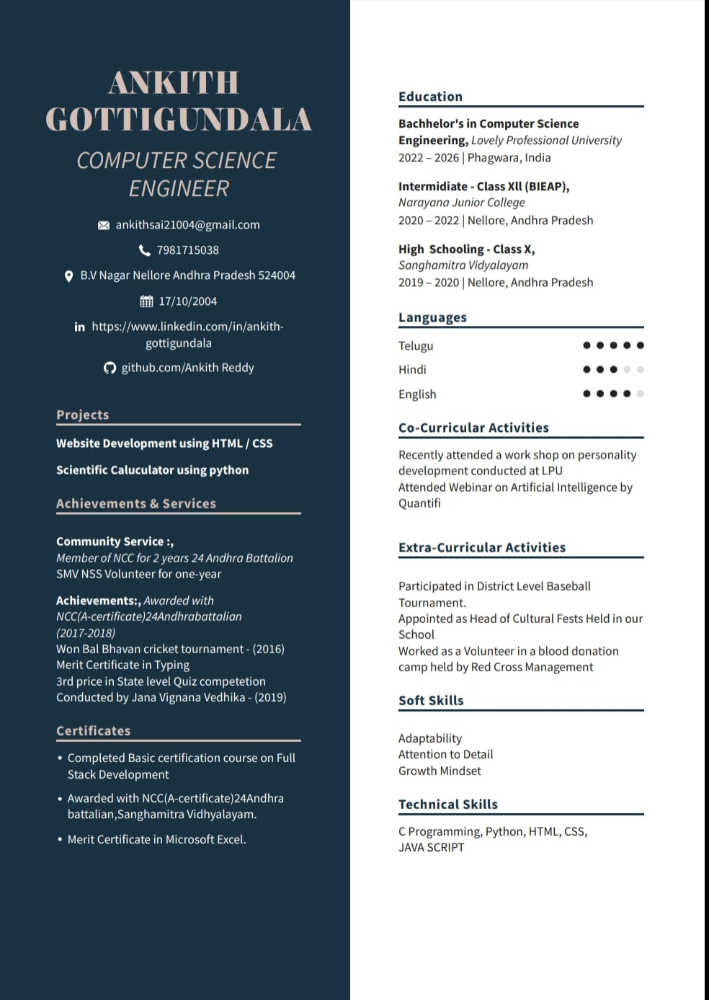 ANKITH
GOTTIGUNDALA
COMPUTER SCIENCE
ENGINEER
ankithsai21004@gmail.com
7981715038
B.V Nagar Nellore Andhra Pradesh 524004
17/10/2004
in https://www.linkedin.com/in/ankith-
gottigundala
github.com/Ankith Reddy
Projects
Website Development using HTML / CSS
Scientific Caluculator using python
Achievements & Services
Community Service :,
Member of NCC for 2 years 24 Andhra Battalion
SMV NSS Volunteer for one-year
Achievements:, Awarded with
NCC(A-certificate)24Andhrabattalian
(2017-2018)
Won Bal Bhavan cricket tournament - (2016)
Merit Certificate in Typing
3rd price in State level Quiz competetion
Conducted by Jana Vignana Vedhika - (2019)
Certificates
• Completed Basic certification course on Full
Stack Development
• Awarded with NCC(A-certificate)24Andhra
battalian,Sanghamitra Vidhyalayam.
• Merit Certificate in Microsoft Excel.
Education
Bachhelor's in Computer Science
Engineering, Lovely Professional University
2022 – 2026 | Phagwara, India
Intermidiate - Class Xll (BIEAP),
Narayana Junior College
2020 – 2022 | Nellore, Andhra Pradesh
High Schooling - Class X,
Sanghamitra Vidyalayam
2019 – 2020 | Nellore, Andhra Pradesh
Languages
Telugu
Hindi
English
Co-Curricular Activities
Recently attended a work shop on personality
development conducted at LPU
Attended Webinar on Artificial Intelligence by
Quantifi
Extra-Curricular Activities
Participated in District Level Baseball
Tournament.
Appointed as Head of Cultural Fests Held in our
School
Worked as a Volunteer in a blood donation
camp held by Red Cross Management
Soft Skills
Adaptability
Attention to Detail
Growth Mindset
Technical Skills
C Programming, Python, HTML, CSS,
JAVA SCRIPT